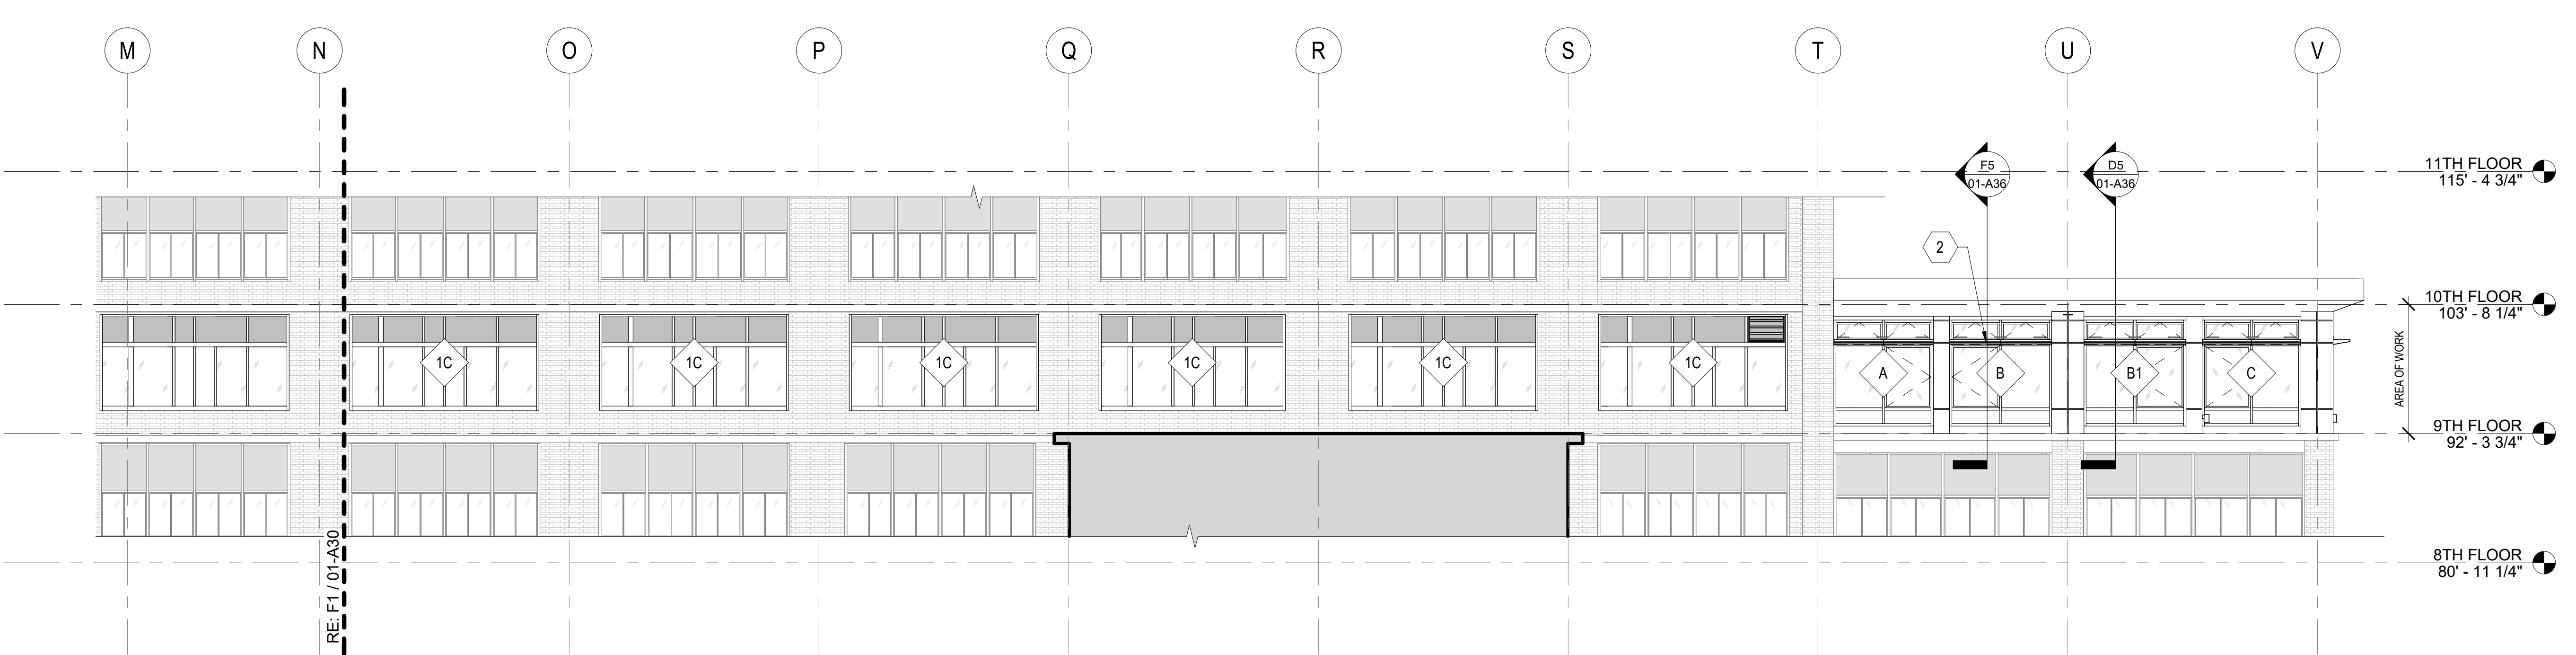 M
N
O
P
Q
R
S
T
U
V
F5
01-A36
D5
01-A36
11TH FLOOR
115' - 4 3/4"
2
10TH FLOOR
103' - 8 1/4"
1C
1C
1C
1C
1C
1C
A
B
B1
C
AREA OF WORK
9TH FLOOR
92' - 3 3/4"
8TH FLOOR
80' - 11 1/4"
RE: F1 / 01-A30